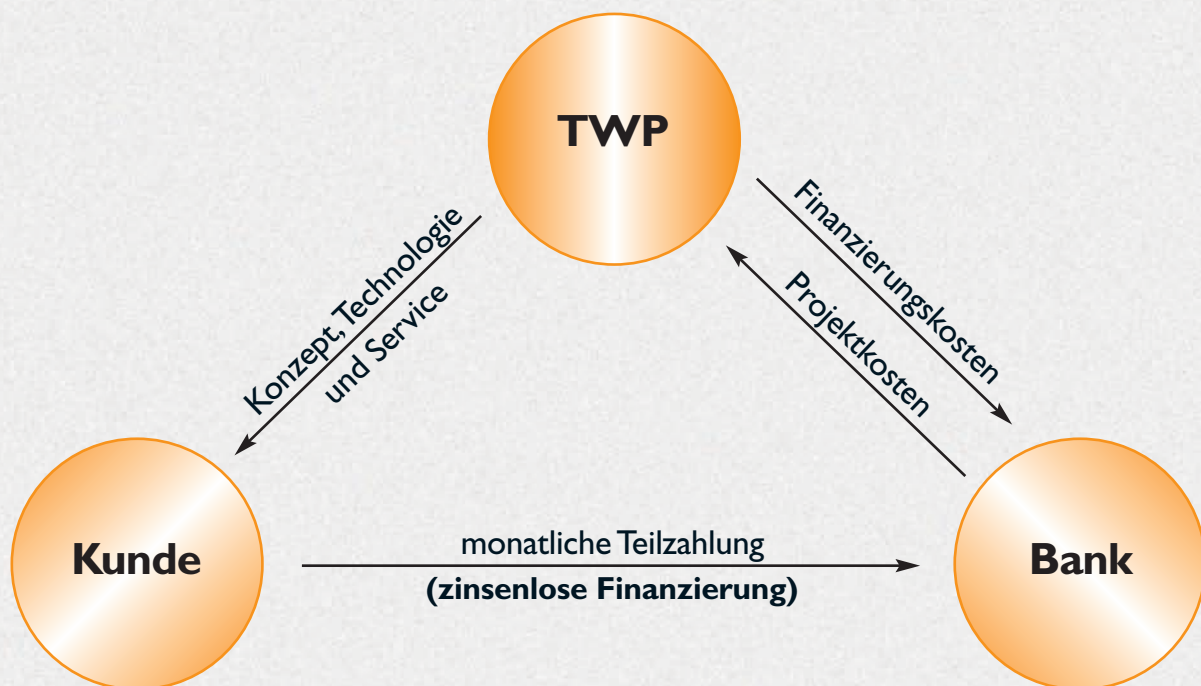 TWP
Finanzierungskosten
Projektkosten
Konzept, Technologie
und Service
Kunde
monatliche Teilzahlung
(zinsenlose Finanzierung)
Bank